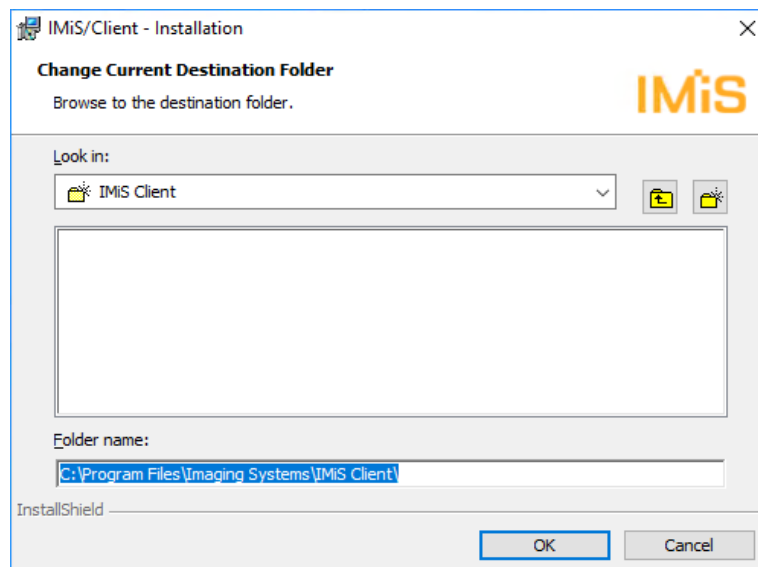 IMiS/Client - Installation
Change Current Destination Folder
Browse to the destination folder.
IMiS
Look in:
IMiS Client
Folder name:
C:\Program Files\Imaging Systems\IMiS Client\
InstallShield
OK
Cancel